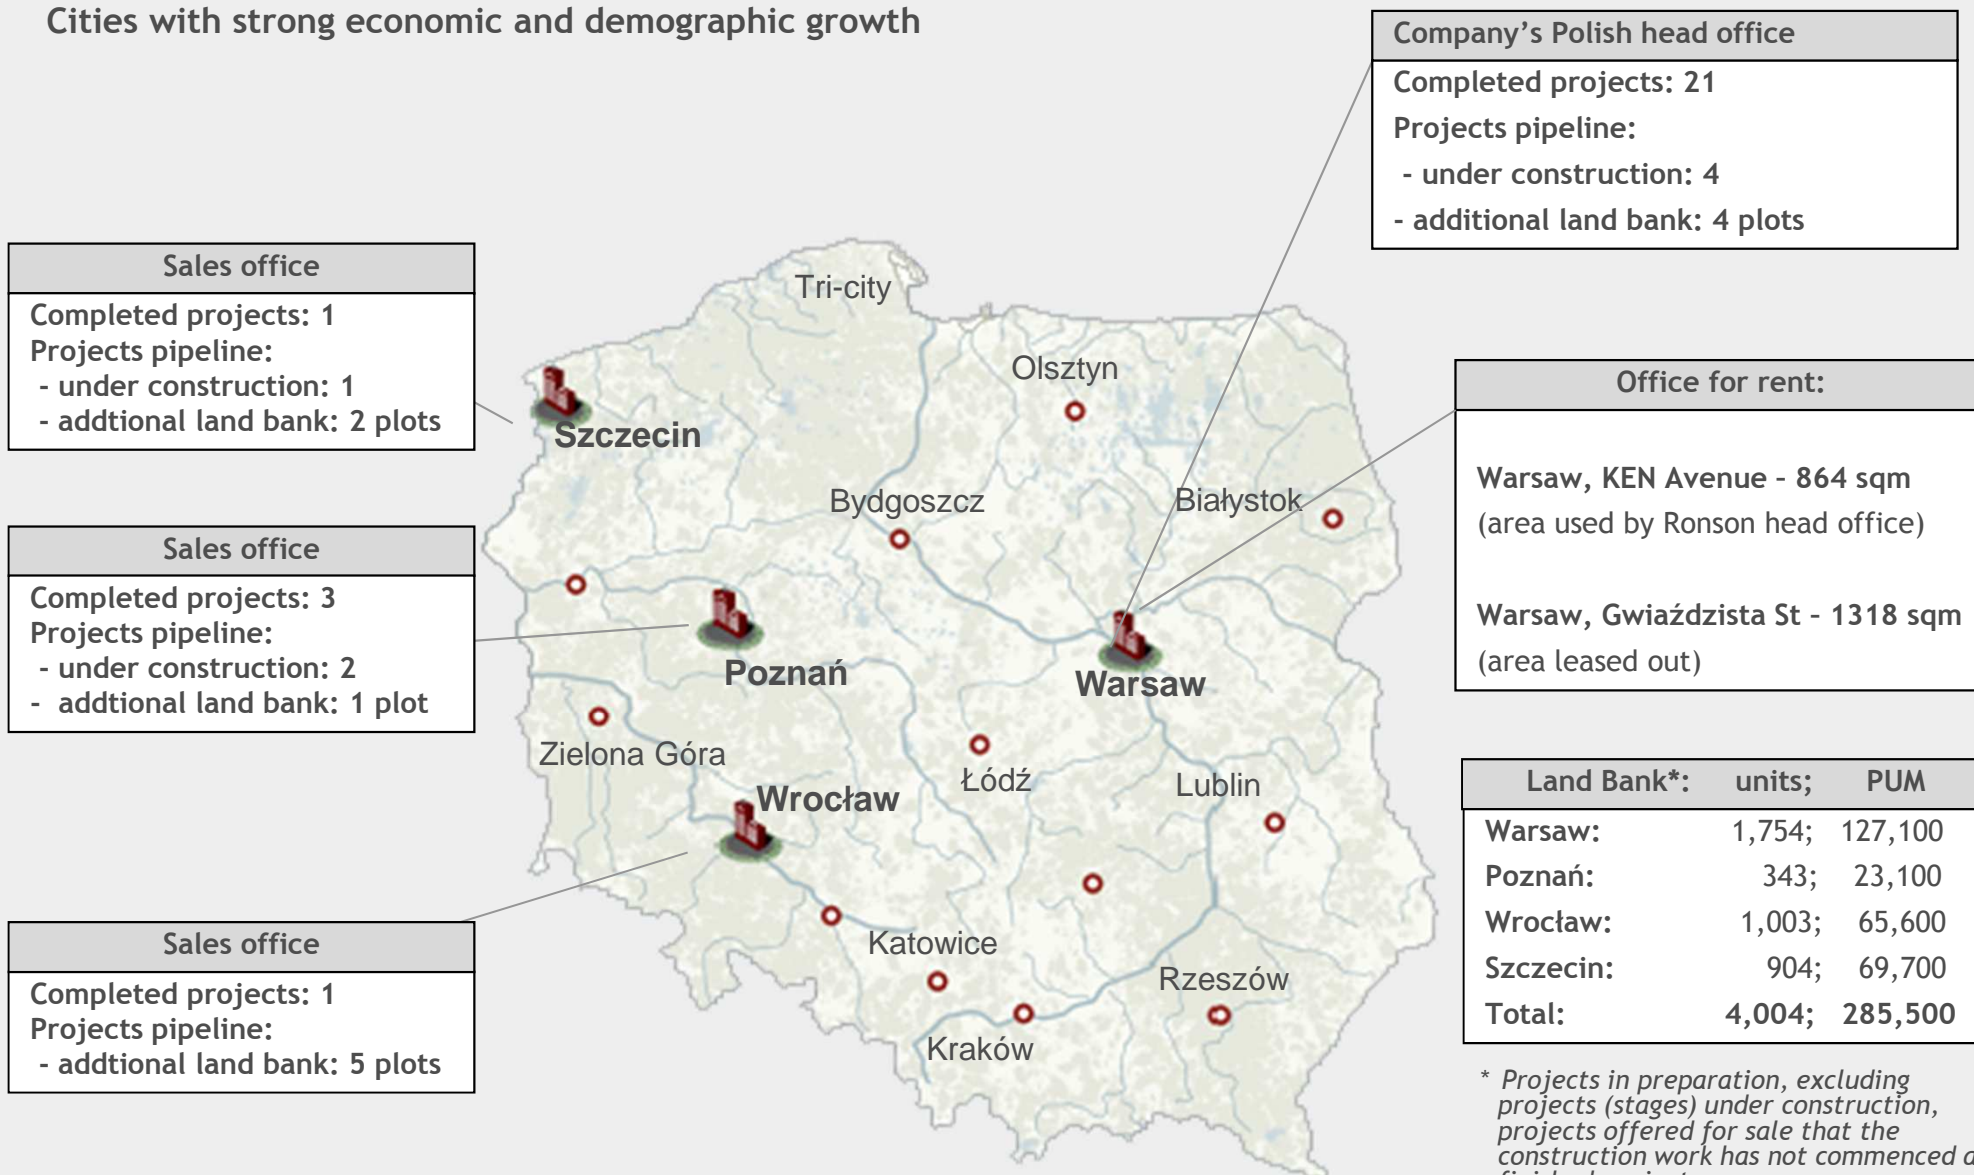 Cities with strong economic and demographic growth
Company’s Polish head office
Completed projects: 21
Projects pipeline:
- under construction: 4
- additional land bank: 4 plots
Sales office
Completed projects: 1
Projects pipeline:
- under construction: 1
- addtional land bank: 2 plots
Sales office
Completed projects: 3
Projects pipeline:
- under construction: 2
- addtional land bank: 1 plot
Sales office
Completed projects: 1
Projects pipeline:
- addtional land bank: 5 plots
Tri-city
Olsztyn
Szczecin
Bydgoszcz
Białystok
Poznań
Warsaw
Zielona Góra
Łódź
Lublin
Wrocław
Katowice
Rzeszów
Kraków
Office for rent:
Warsaw, KEN Avenue – 864 sqm
(area used by Ronson head office)
Warsaw, Gwiaździsta St – 1318 sqm
(area leased out)
Land Bank*: units; PUM
Warsaw: 1,754; 127,100
Poznań: 343; 23,100
Wrocław: 1,003; 65,600
Szczecin: 904; 69,700
Total: 4,004; 285,500
* Projects in preparation, excluding
projects (stages) under construction,
projects offered for sale that the
construction work has not commenced